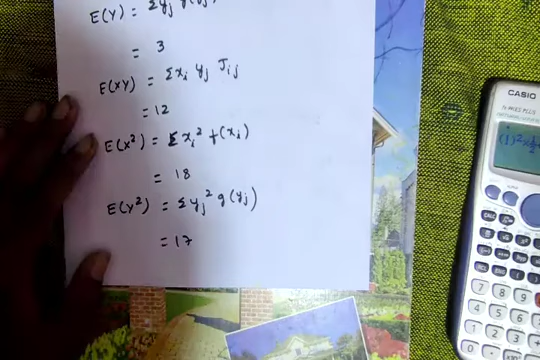 E(Y) = Σyj g(yj)
= 3
E(XY) = Σxi yj Jij
= 12
E(X²) = Σxi² f(xi)
= 18
E(Y²) = Σyj² g(yj)
= 17
CASIO